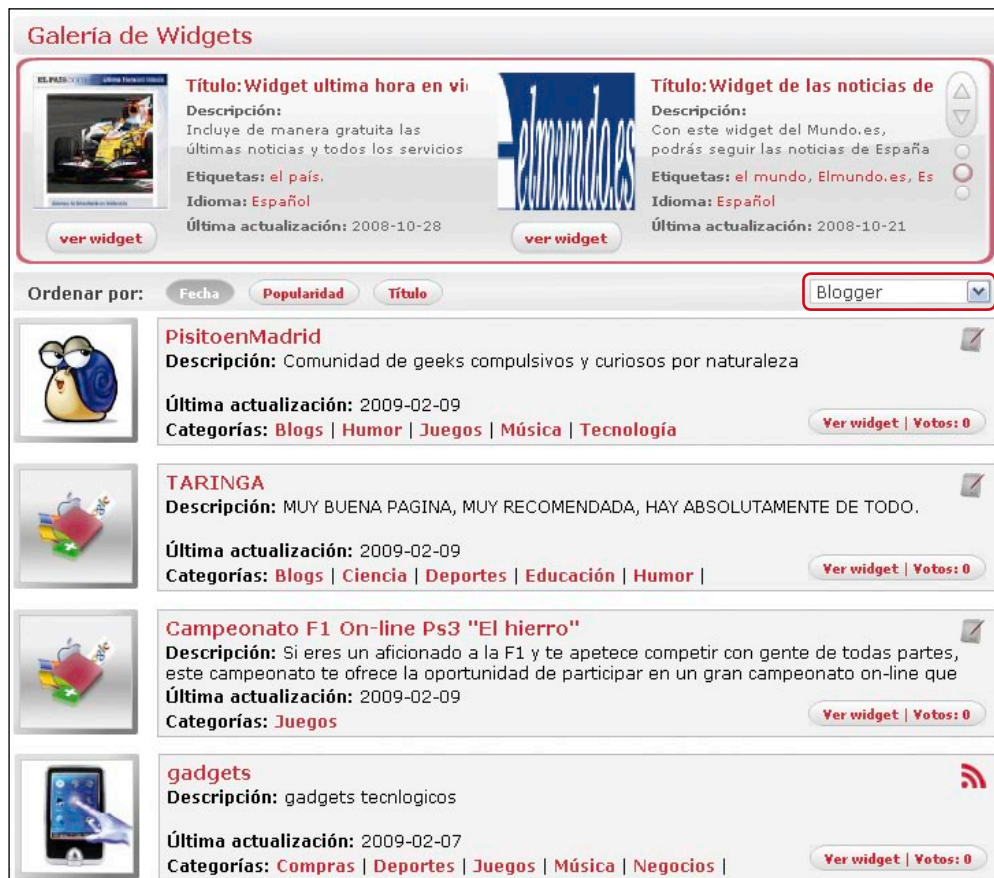 Galería de Widgets
EL PAIS.com
Título: Widget ultima hora en vi
Descripción:
Incluye de manera gratuita las
últimas noticias y todos los servicios
Etiquetas: el país.
Idioma: Español
Última actualización: 2008-10-28
ver widget
elmundo.es
Título: Widget de las noticias de
Descripción:
Con este widget del Mundo.es,
podrás seguir las noticias de España
Etiquetas: el mundo, Elmundo.es, Es
Idioma: Español
Última actualización: 2008-10-21
ver widget
Ordenar por: Fecha Popularidad Título Blogger
PisitoenMadrid
Descripción: Comunidad de geeks compulsivos y curiosos por naturaleza
Última actualización: 2009-02-09
Categorías: Blogs | Humor | Juegos | Música | Tecnología
Ver widget | Votos: 0
TARINGA
Descripción: MUY BUENA PAGINA, MUY RECOMENDADA, HAY ABSOLUTAMENTE DE TODO.
Última actualización: 2009-02-09
Categorías: Blogs | Ciencia | Deportes | Educación | Humor |
Ver widget | Votos: 0
Campeonato F1 On-line Ps3 "El hierro"
Descripción: Si eres un aficionado a la F1 y te apetece competir con gente de todas partes,
este campeonato te ofrece la oportunidad de participar en un gran campeonato on-line que
Última actualización: 2009-02-09
Categorías: Juegos
Ver widget | Votos: 0
gadgets
Descripción: gadgets tecnlogicos
Última actualización: 2009-02-07
Categorías: Compras | Deportes | Juegos | Música | Negocios |
Ver widget | Votos: 0